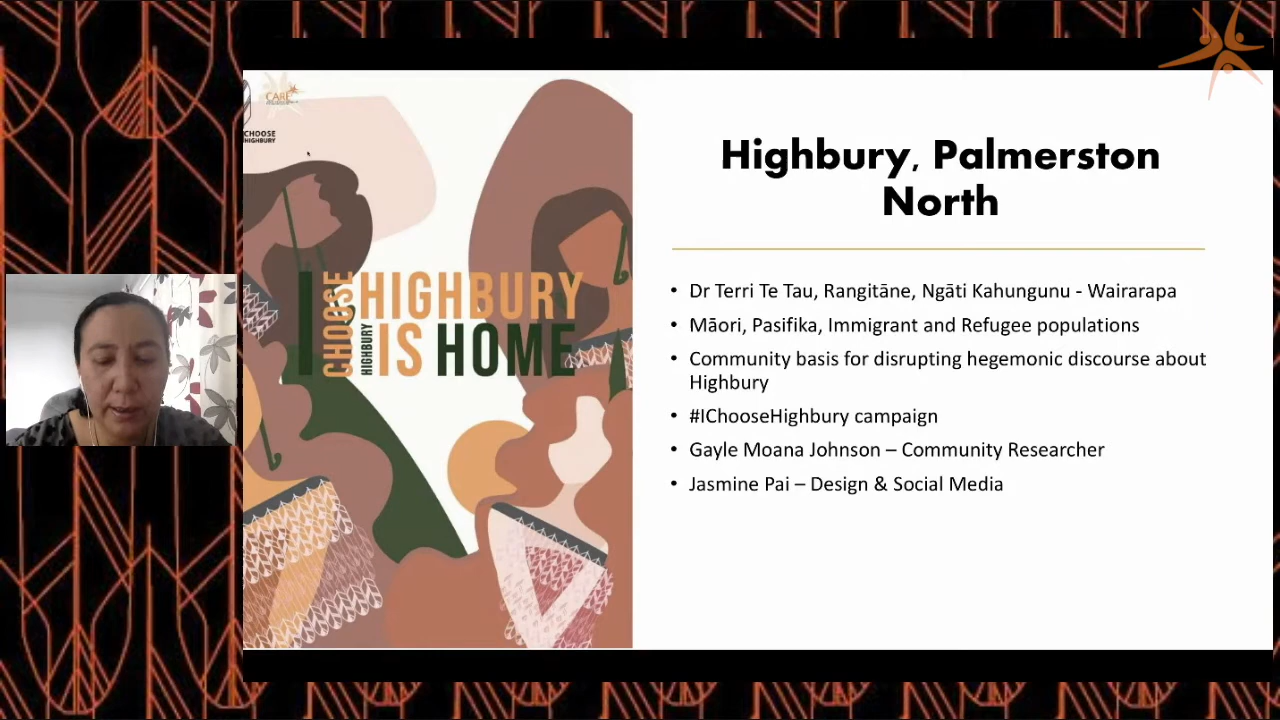 CARE
CHOOSE
HIGHBURY
I CHOOSE HIGHBURY
HIGHBURY IS HOME
Highbury, Palmerston
North
• Dr Terri Te Tau, Rangitāne, Ngāti Kahungunu - Wairarapa
• Māori, Pasifika, Immigrant and Refugee populations
• Community basis for disrupting hegemonic discourse about
Highbury
• #IChooseHighbury campaign
• Gayle Moana Johnson – Community Researcher
• Jasmine Pai – Design & Social Media